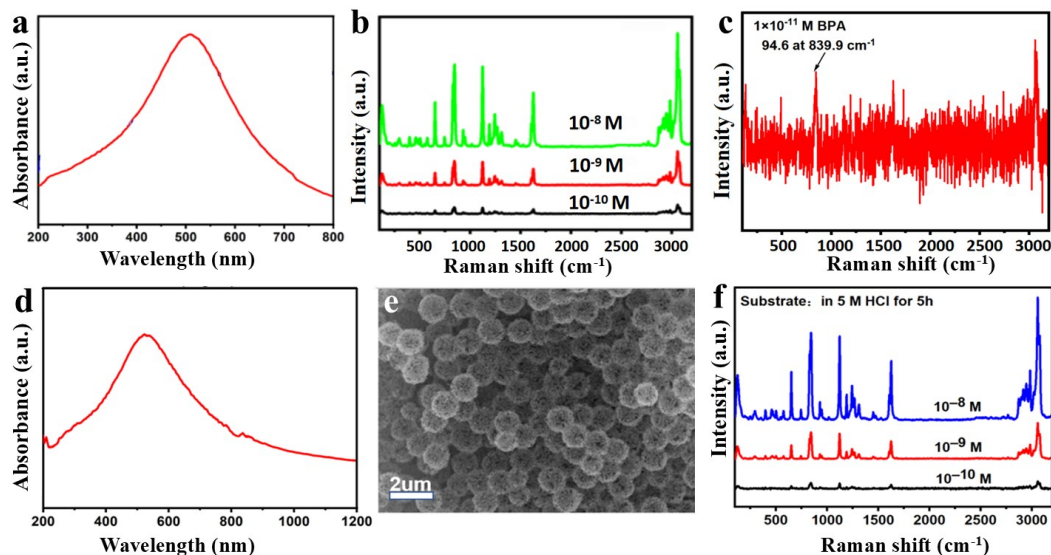 a
Absorbance (a.u.)
200 300 400 500 600 700 800
Wavelength (nm)
b
Intensity (a.u.)
10⁻⁸ M
10⁻⁹ M
10⁻¹⁰ M
500 1000 1500 2000 2500 3000
Raman shift (cm⁻¹)
c
Intensity (a.u.)
1×10⁻¹¹ M BPA
94.6 at 839.9 cm⁻¹
500 1000 1500 2000 2500 3000
Raman shift (cm⁻¹)
d
Absorbance (a.u.)
200 400 600 800 1000 1200
Wavelength (nm)
e
2um
f
Intensity (a.u.)
Substrate: in 5 M HCl for 5h
10⁻⁸ M
10⁻⁹ M
10⁻¹⁰ M
500 1000 1500 2000 2500 3000
Raman shift (cm⁻¹)